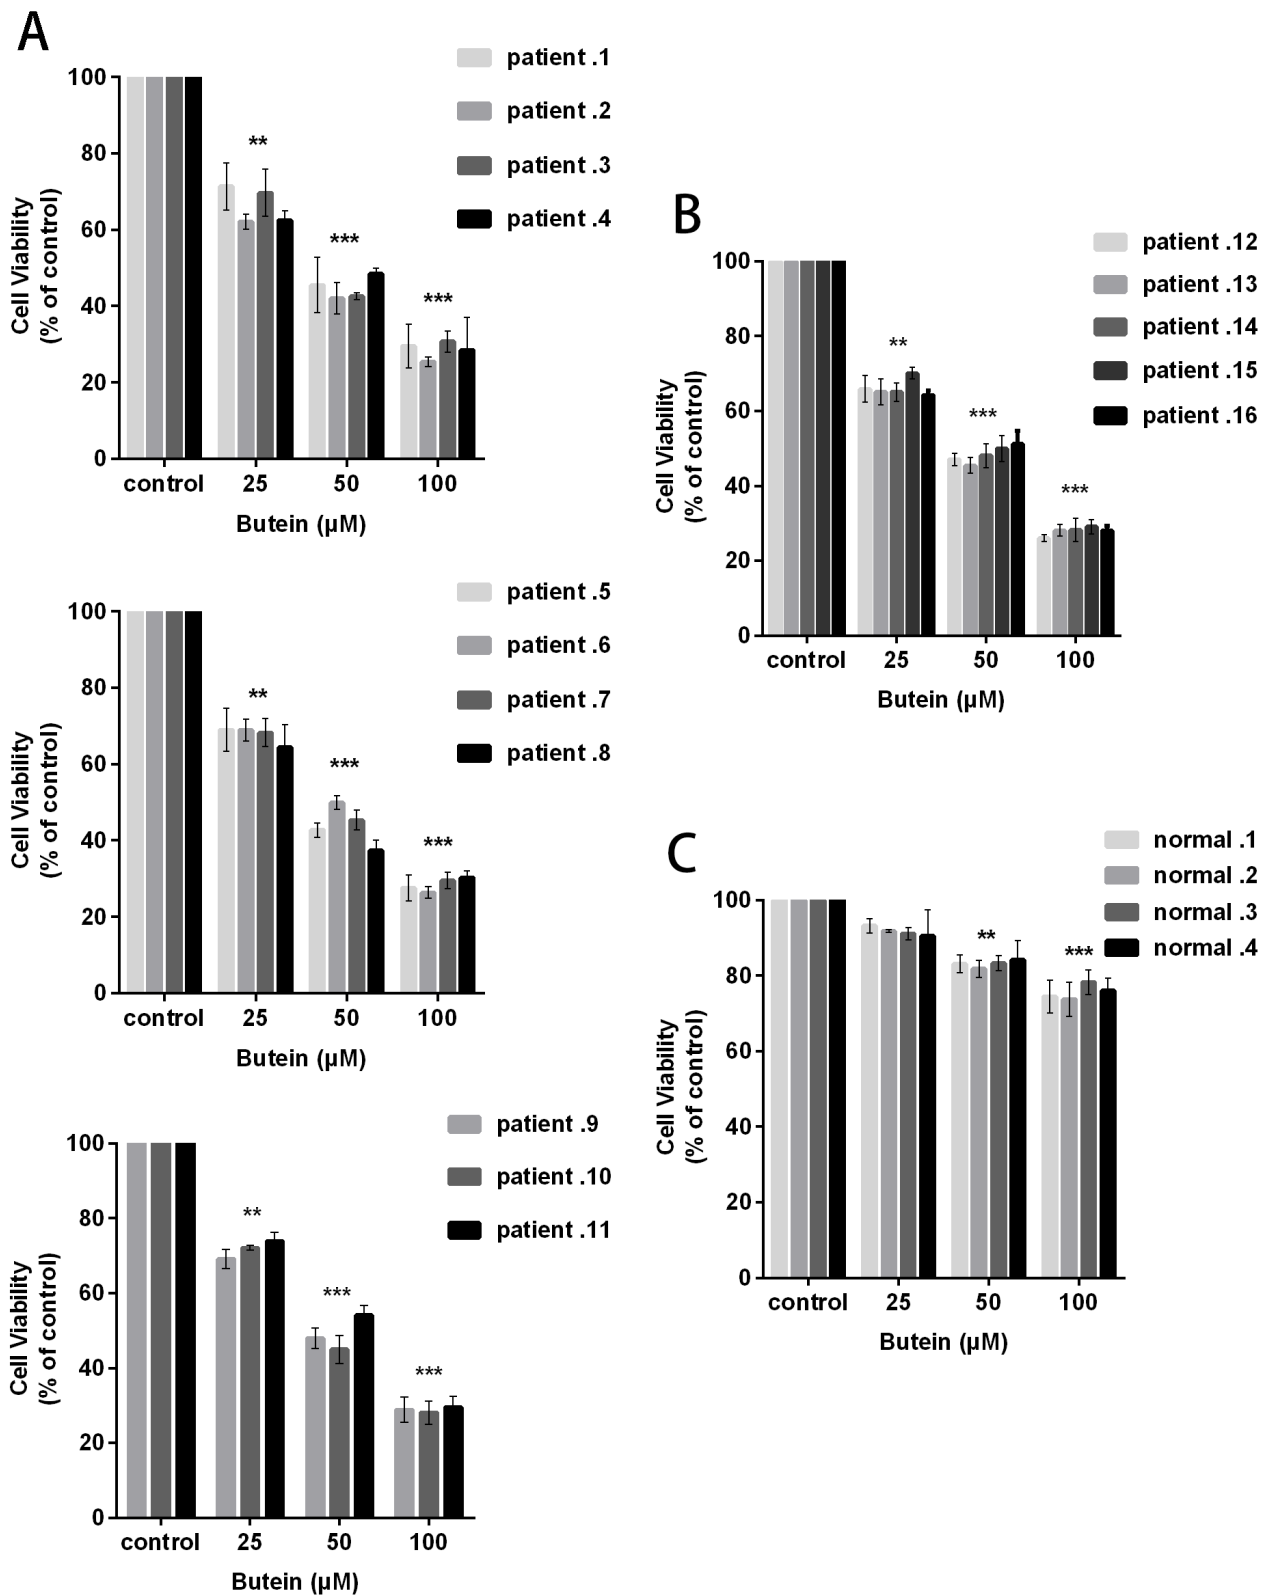 A
patient .1
patient .2
patient .3
patient .4
100
80
60
40
20
0
Cell Viability
(% of control)
**
***
***
control 25 50 100
Butein (µM)
patient .5
patient .6
patient .7
patient .8
100
80
60
40
20
0
Cell Viability
(% of control)
**
***
***
control 25 50 100
Butein (µM)
patient .9
patient .10
patient .11
100
80
60
40
20
0
Cell Viability
(% of control)
**
***
***
control 25 50 100
Butein (µM)
B
patient .12
patient .13
patient .14
patient .15
patient .16
100
80
60
40
20
0
Cell Viability
(% of control)
**
***
***
control 25 50 100
Butein (µM)
C
normal .1
normal .2
normal .3
normal .4
100
80
60
40
20
0
Cell Viability
(% of control)
**
***
control 25 50 100
Butein (µM)